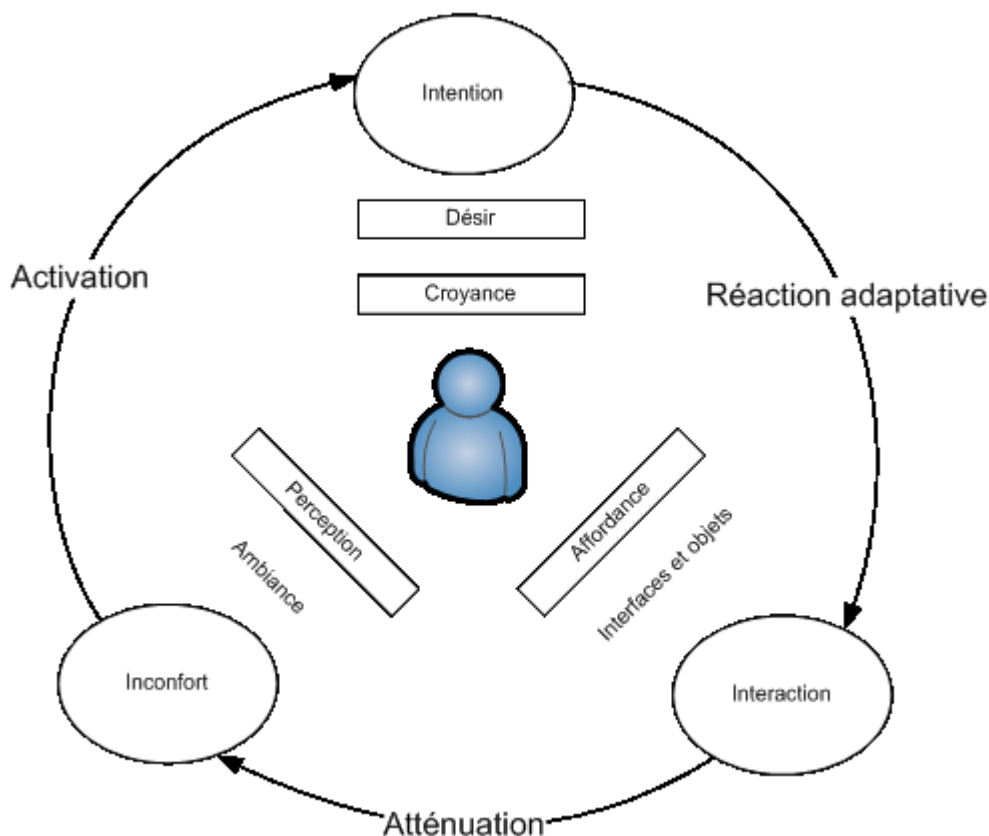 Intention
Désir
Activation
Croyance
Réaction adaptative
Perception
Affordance
Ambiance
Interfaces et objets
Inconfort
Interaction
Atténuation